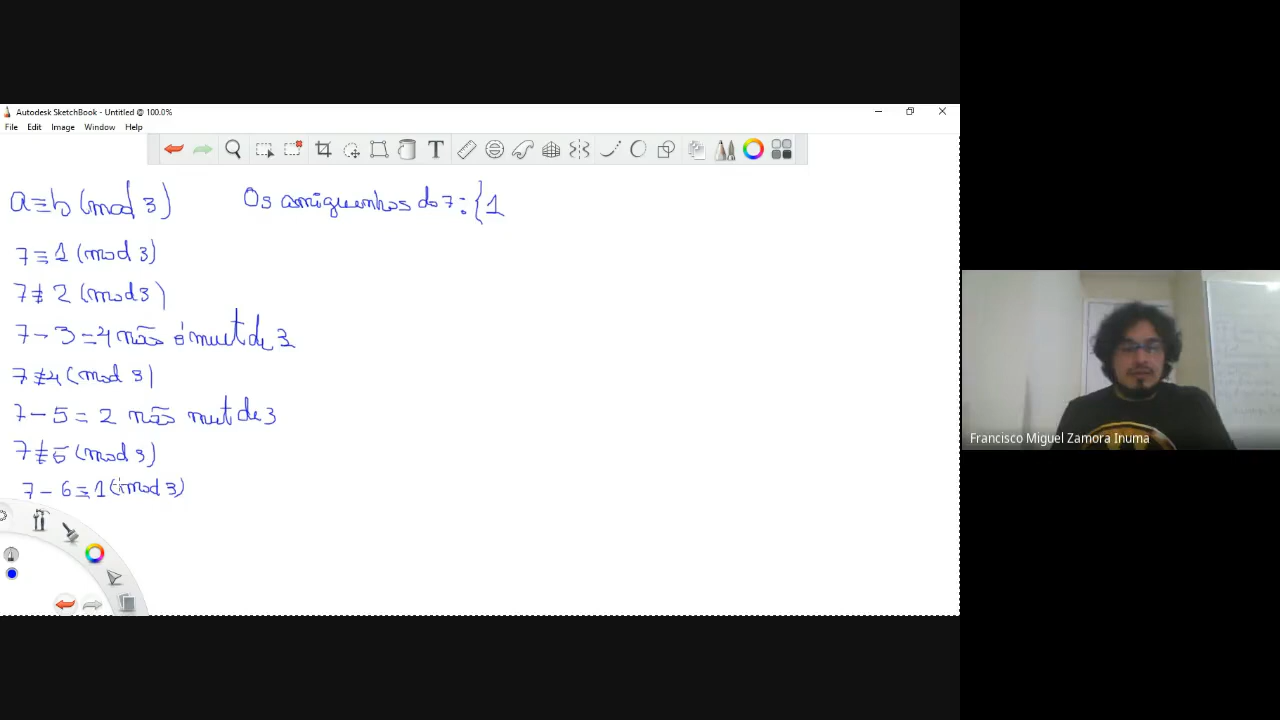 Autodesk SketchBook - Untitled @ 100.0%
File Edit Image Window Help
T
a≡b (mod 3)
Os amiguenhos do 7: {1
7≡1 (mod 3)
7≢2 (mod 3)
7-3=4 não é mult de 3
7≢4 (mod 3)
7-5=2 não mult de 3
7≢5 (mod 3)
7-6≡1 (mod 3)
Francisco Miguel Zamora Inuma